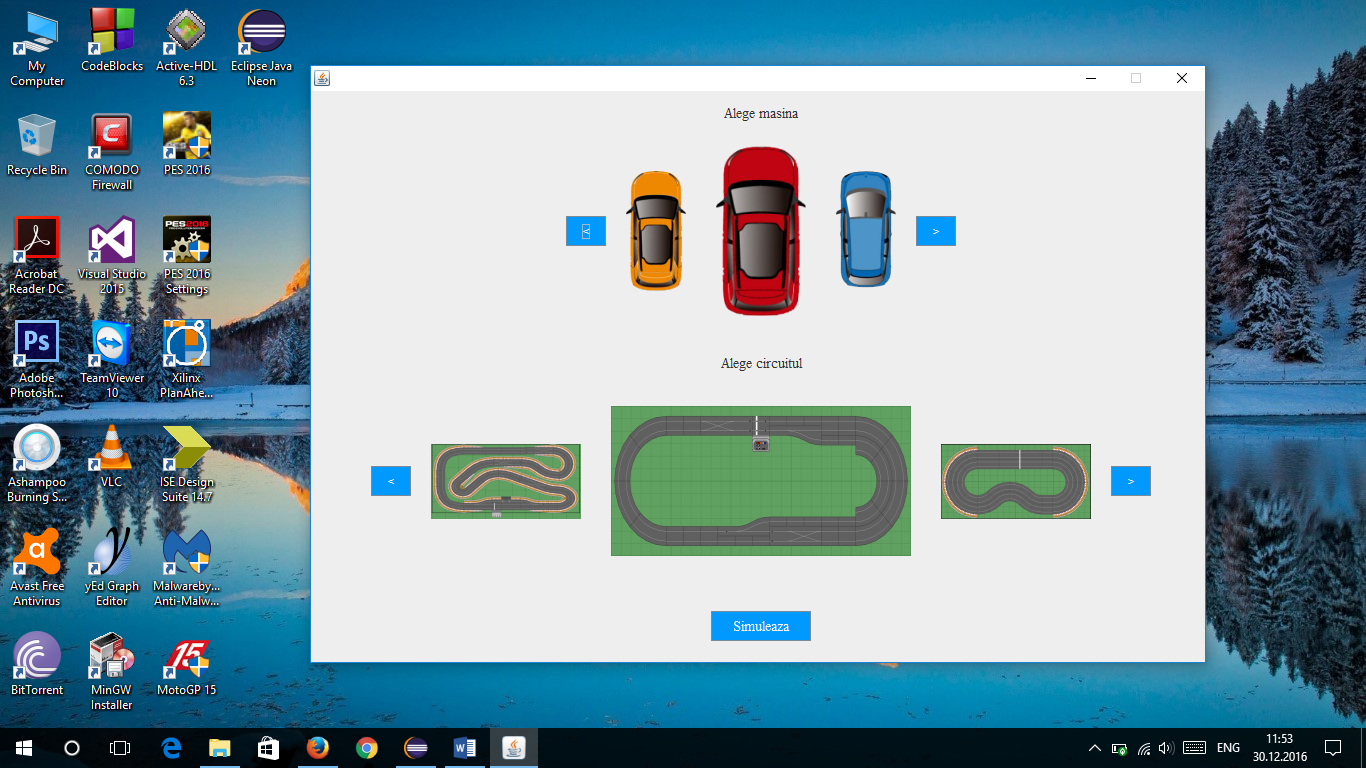 My
Computer
CodeBlocks
Active-HDL
6.3
Eclipse Java
Neon
Recycle Bin
COMODO
Firewall
PES 2016
Acrobat
Reader DC
Visual Studio
2015
PES2016
PES 2016
Settings
Ps
Adobe
Photosh...
TeamViewer
10
Xilinx
PlanAhe...
Ashampoo
Burning S...
VLC
ISE Design
Suite 14.7
Avast Free
Antivirus
yEd Graph
Editor
Malwareby...
Anti-Malw...
BitTorrent
MinGW
Installer
15
MotoGP 15
Alege masina
<
>
Alege circuitul
<
>
Simuleaza
ENG
11:53
30.12.2016